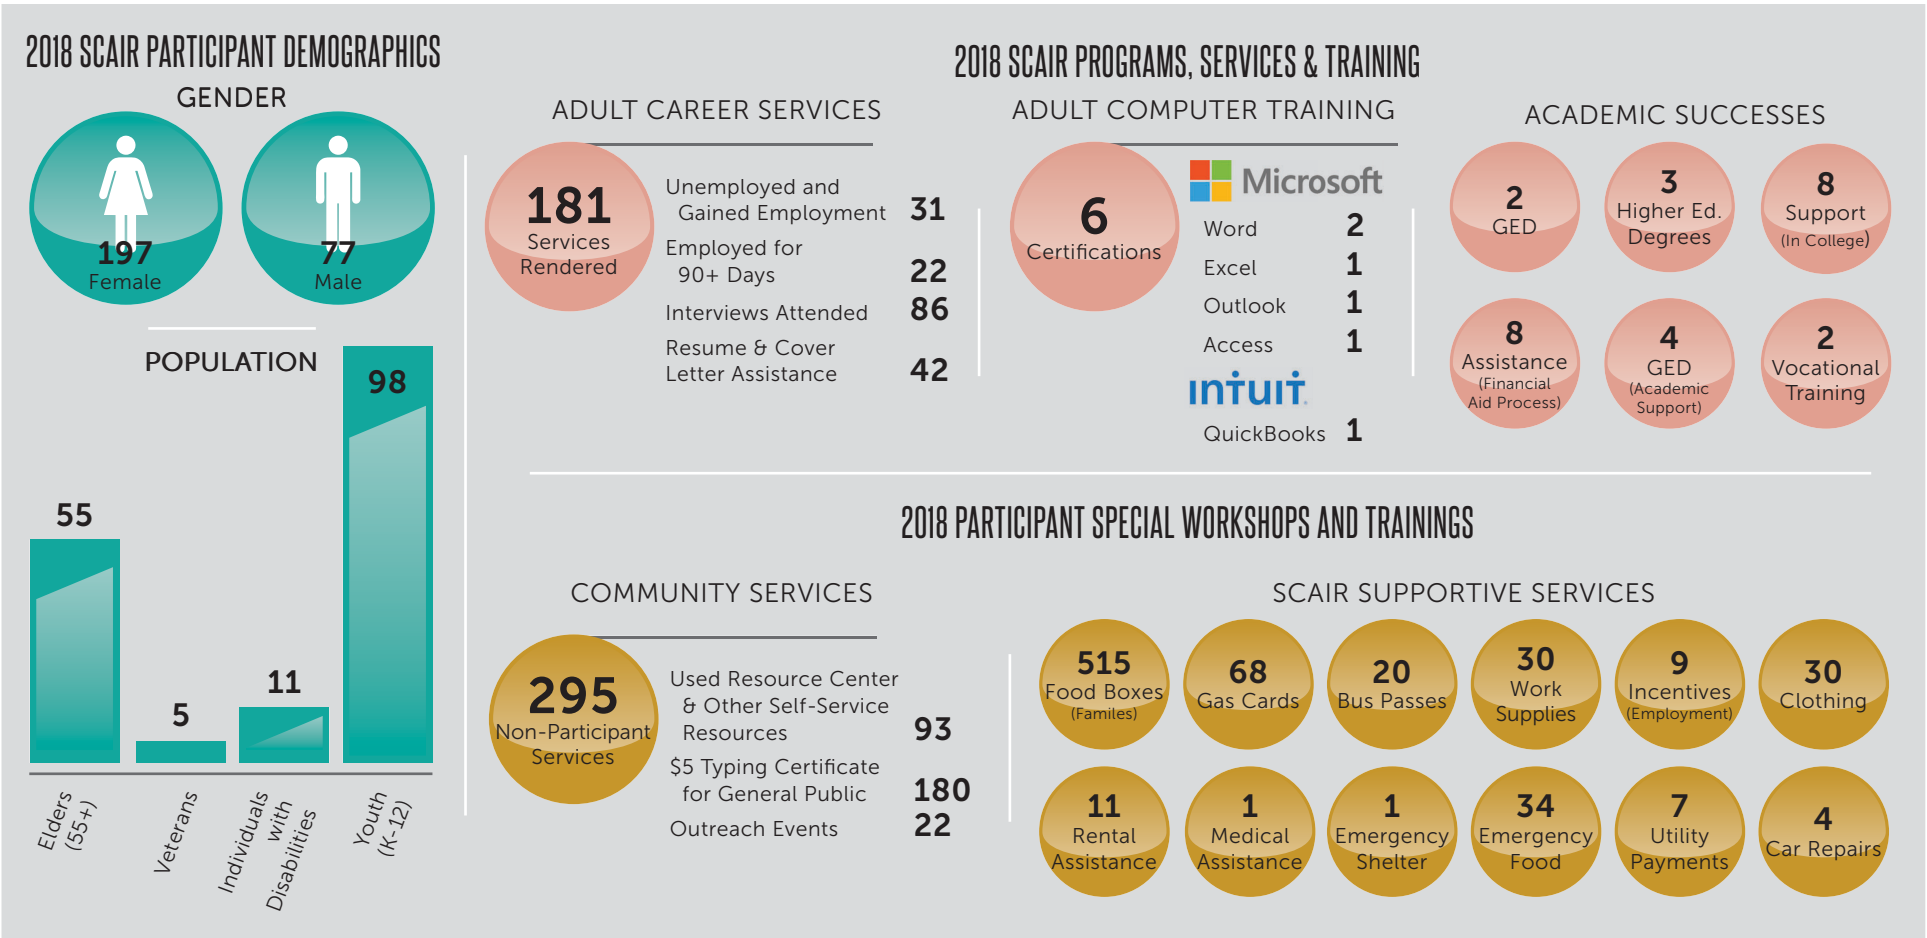 2018 SCAIR PARTICIPANT DEMOGRAPHICS
GENDER
197
Female
77
Male
POPULATION
55
5
11
98
Elders
(55+)
Veterans
Individuals
with
Disabilities
Youth
(K-12)
2018 SCAIR PROGRAMS, SERVICES & TRAINING
ADULT CAREER SERVICES
181
Services
Rendered
Unemployed and
Gained Employment 31
Employed for
90+ Days 22
Interviews Attended 86
Resume & Cover
Letter Assistance 42
ADULT COMPUTER TRAINING
6
Certifications
Microsoft
Word 2
Excel 1
Outlook 1
Access 1
intuit.
QuickBooks 1
ACADEMIC SUCCESSES
2
GED
3
Higher Ed.
Degrees
8
Support
(In College)
8
Assistance
(Financial
Aid Process)
4
GED
(Academic
Support)
2
Vocational
Training
2018 PARTICIPANT SPECIAL WORKSHOPS AND TRAININGS
COMMUNITY SERVICES
295
Non-Participant
Services
Used Resource Center
& Other Self-Service
Resources 93
$5 Typing Certificate
for General Public 180
Outreach Events 22
SCAIR SUPPORTIVE SERVICES
515
Food Boxes
(Familes)
68
Gas Cards
20
Bus Passes
30
Work
Supplies
9
Incentives
(Employment)
30
Clothing
11
Rental
Assistance
1
Medical
Assistance
1
Emergency
Shelter
34
Emergency
Food
7
Utility
Payments
4
Car Repairs